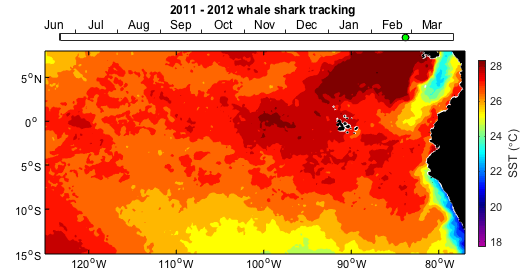 2011 - 2012 whale shark tracking
Jun Jul Aug Sep Oct Nov Dec Jan Feb Mar
5°N
0°
5°S
10°S
15°S
120°W 110°W 100°W 90°W 80°W
28
26
24
22
20
18
SST (°C)